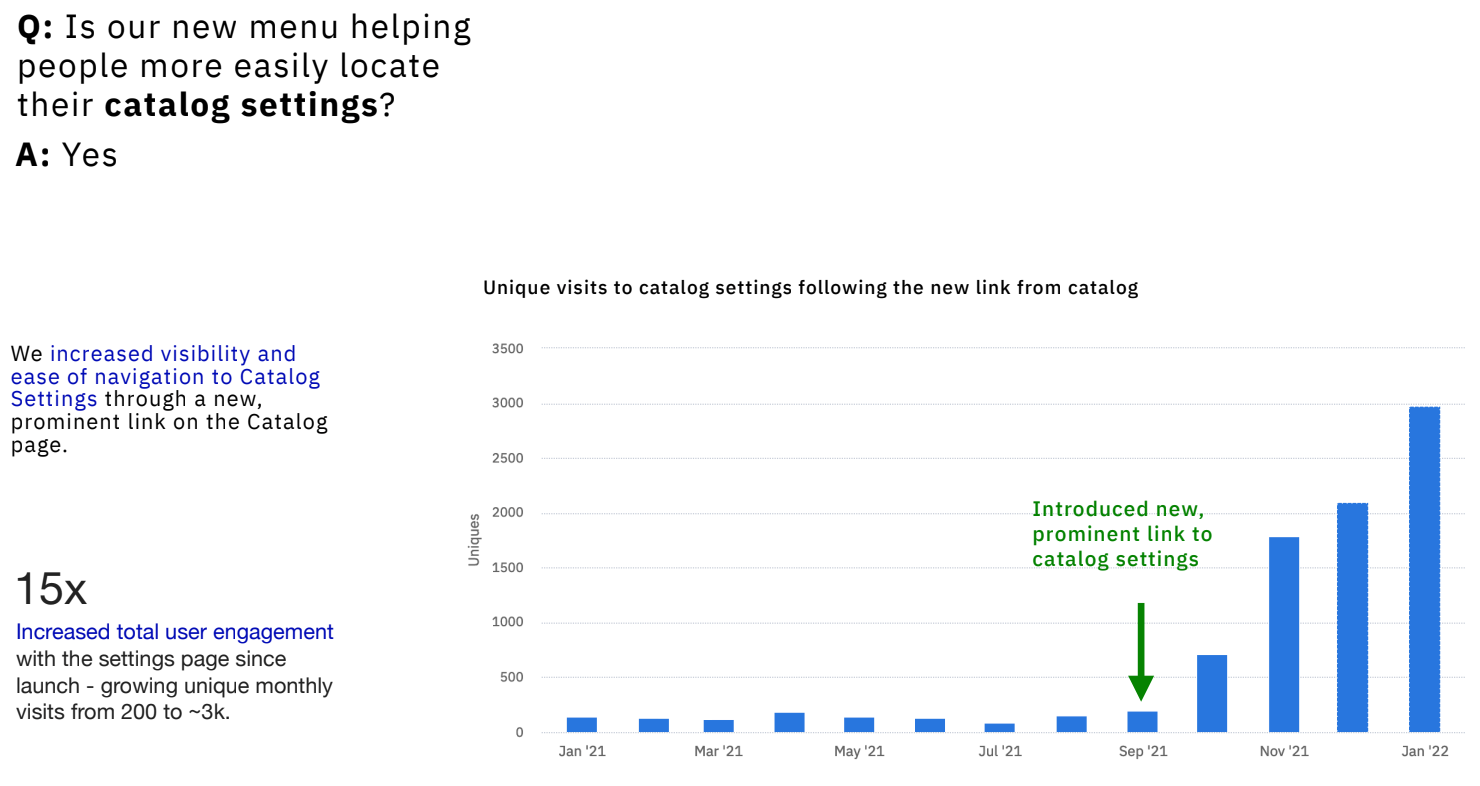 Q: Is our new menu helping
people more easily locate
their catalog settings?
A: Yes
We increased visibility and
ease of navigation to Catalog
Settings through a new,
prominent link on the Catalog
page.
15x
Increased total user engagement
with the settings page since
launch - growing unique monthly
visits from 200 to ~3k.
Unique visits to catalog settings following the new link from catalog
Uniques
3500
3000
2500
2000
1500
1000
500
0
Introduced new,
prominent link to
catalog settings
Jan '21 Mar '21 May '21 Jul '21 Sep '21 Nov '21 Jan '22